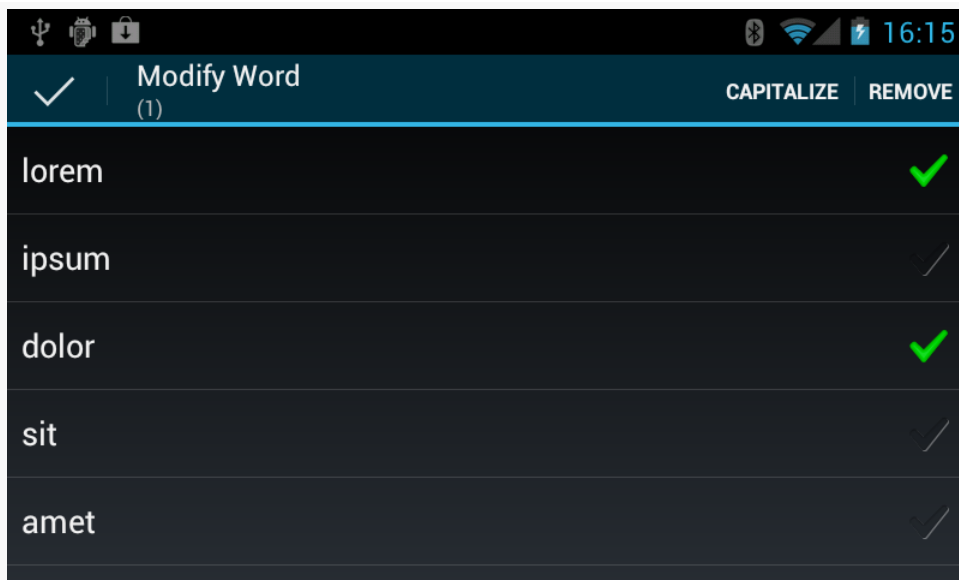 16:15
Modify Word
(1)
CAPITALIZE REMOVE
lorem
ipsum
dolor
sit
amet